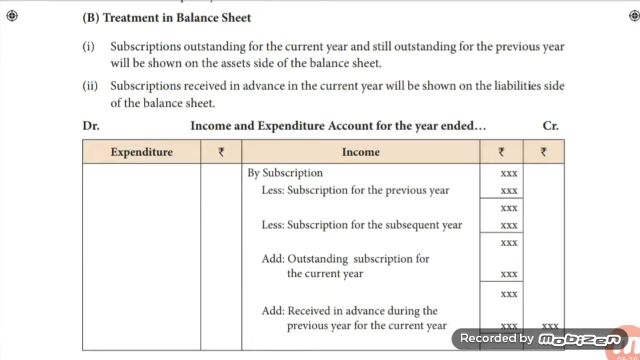 (B) Treatment in Balance Sheet
(i) Subscriptions outstanding for the current year and still outstanding for the previous year
will be shown on the assets side of the balance sheet.
(ii) Subscriptions received in advance in the current year will be shown on the liabilities side
of the balance sheet.
Dr. Income and Expenditure Account for the year ended… Cr.
Expenditure ₹ Income ₹ ₹
By Subscription xxx
Less: Subscription for the previous year xxx
xxx
Less: Subscription for the subsequent year xxx
xxx
Add: Outstanding subscription for
the current year xxx
xxx
Add: Received in advance during the
previous year for the current year xxx xxx
Recorded by mobizen